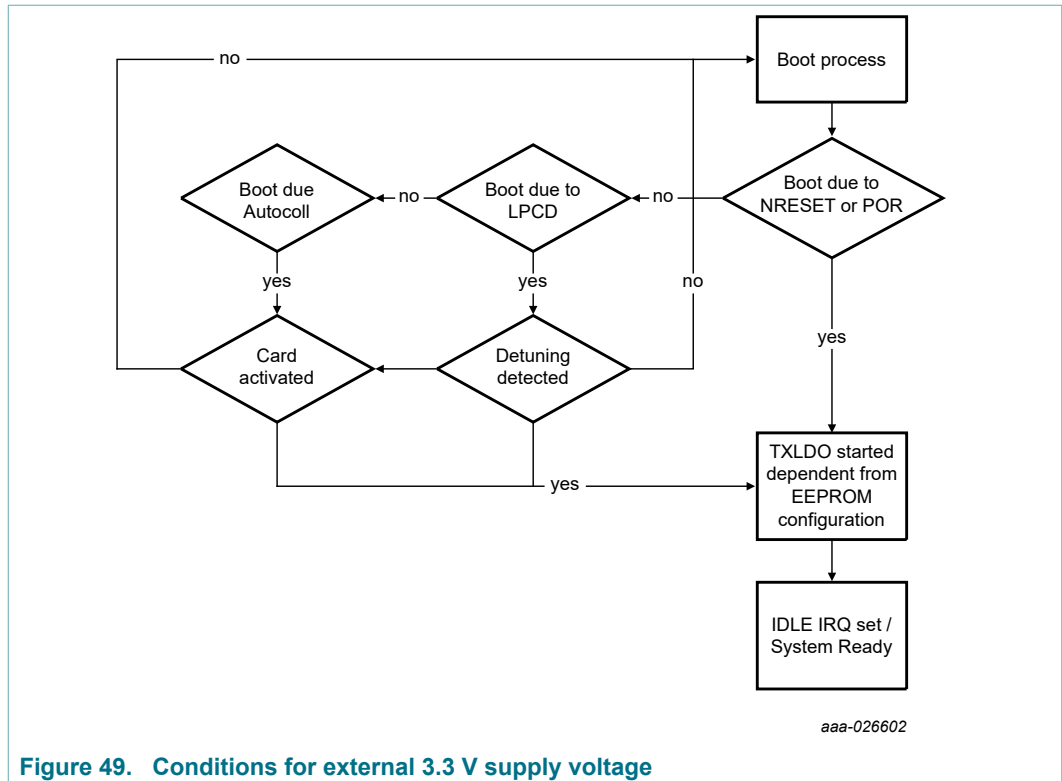 no
Boot process
Boot due
Autocoll
no
Boot due to
LPCD
no
Boot due to
NRESET or POR
yes
yes
no
yes
Card
activated
Detuning
detected
TXLDO started
dependent from
EEPROM
configuration
yes
IDLE IRQ set /
System Ready
aaa-026602
Figure 49. Conditions for external 3.3 V supply voltage